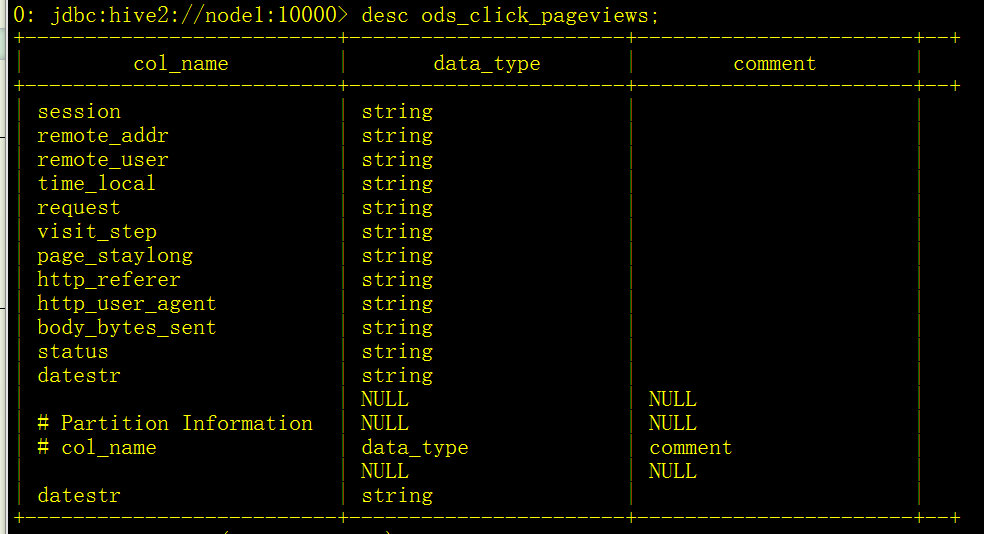 0: jdbc:hive2://node1:10000> desc ods_click_pageviews;
+---------------------------+------------------------+------------------------+--+
| col_name | data_type | comment |
+---------------------------+------------------------+------------------------+--+
| session | string | |
| remote_addr | string | |
| remote_user | string | |
| time_local | string | |
| request | string | |
| visit_step | string | |
| page_staylong | string | |
| http_referer | string | |
| http_user_agent | string | |
| body_bytes_sent | string | |
| status | string | |
| datestr | string | |
| | NULL | NULL |
| # Partition Information | NULL | NULL |
| # col_name | data_type | comment |
| | NULL | NULL |
| datestr | string | |
+---------------------------+------------------------+------------------------+--+